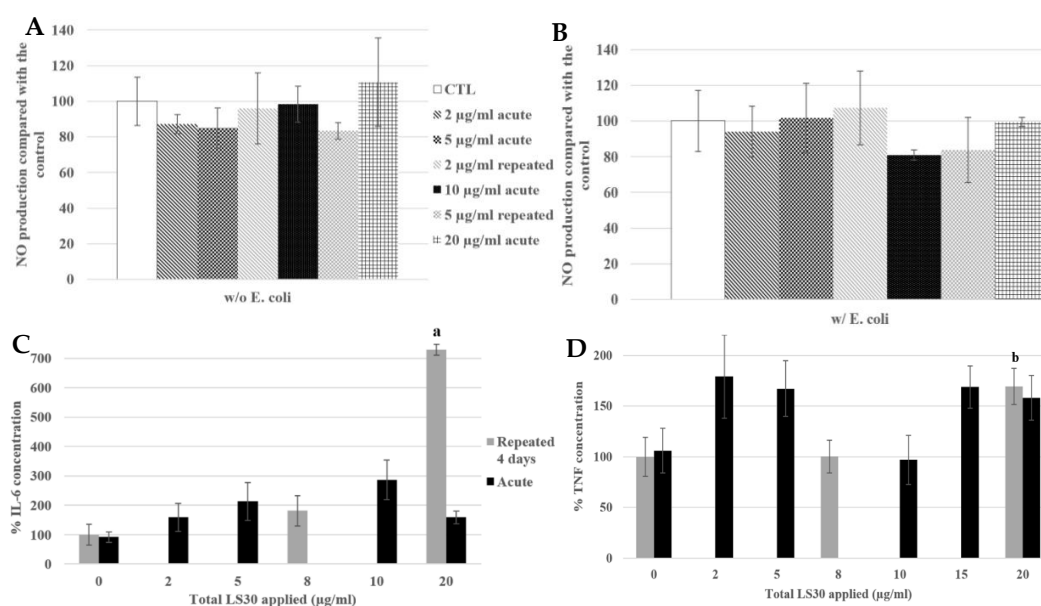 A
NO production compared with the
control
140
120
100
80
60
40
20
0
w/o E. coli
CTL
2 µg/ml acute
5 µg/ml acute
2 µg/ml repeated
10 µg/ml acute
5 µg/ml repeated
20 µg/ml acute
B
NO production compared with the
control
140
120
100
80
60
40
20
0
w/ E. coli
C
% IL-6 concentration
700
600
500
400
300
200
100
0
a
0 2 5 8 10 20
Total LS30 applied (µg/ml)
Repeated
4 days
Acute
D
% TNF concentration
200
150
100
50
0
b
0 2 5 8 10 15 20
Total LS30 applied (µg/ml)